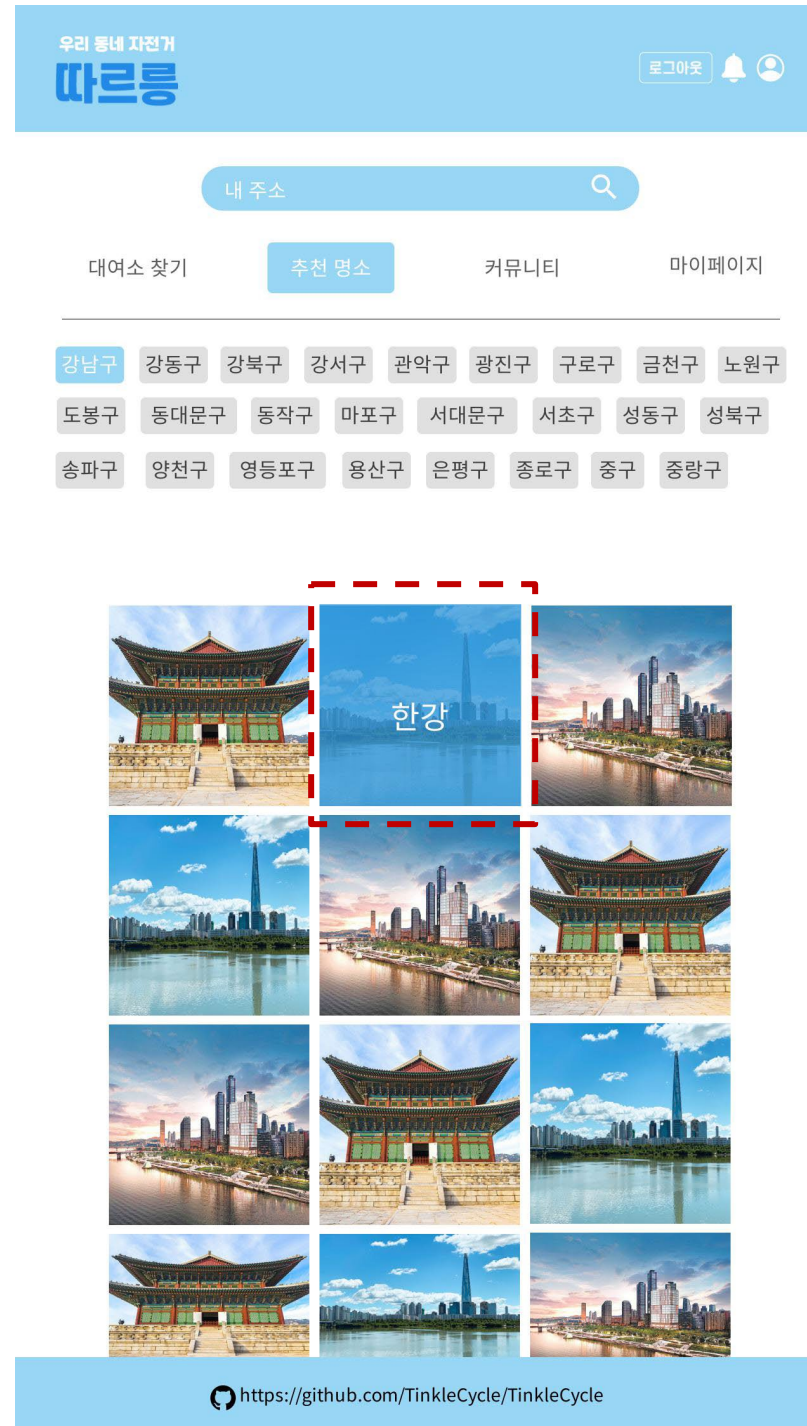 우리 동네 자전거
따르릉
로그아웃
내 주소
대여소 찾기 추천 명소 커뮤니티 마이페이지
강남구 강동구 강북구 강서구 관악구 광진구 구로구 금천구 노원구
도봉구 동대문구 동작구 마포구 서대문구 서초구 성동구 성북구
송파구 양천구 영등포구 용산구 은평구 종로구 중구 중랑구
한강
https://github.com/TinkleCycle/TinkleCycle